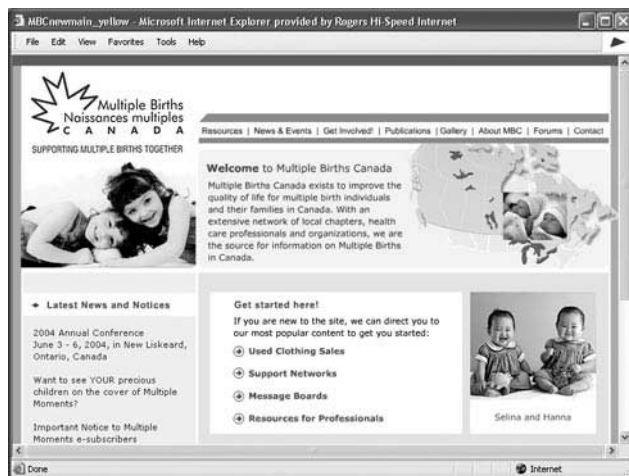 MBCnewmain_yellow - Microsoft Internet Explorer provided by Rogers Hi-Speed Internet
File Edit View Favorites Tools Help
Multiple Births
Naissances multiples
CANADA
SUPPORTING MULTIPLE BIRTHS TOGETHER
Resources | News & Events | Get Involved! | Publications | Gallery | About MBC | Forums | Contact
Welcome to Multiple Births Canada
Multiple Births Canada exists to improve the
quality of life for multiple birth individuals
and their families in Canada. With an
extensive network of local chapters, health
care professionals and organizations, we are
the source for information on Multiple Births
in Canada.
Latest News and Notices
2004 Annual Conference
June 3 - 6, 2004, in New Liskeard,
Ontario, Canada
Want to see YOUR precious
children on the cover of Multiple
Moments?
Important Notice to Multiple
Moments e-subscribers
Get started here!
If you are new to the site, we can direct you to
our most popular content to get you started:
Used Clothing Sales
Support Networks
Message Boards
Resources for Professionals
Selina and Hanna
Done
Internet